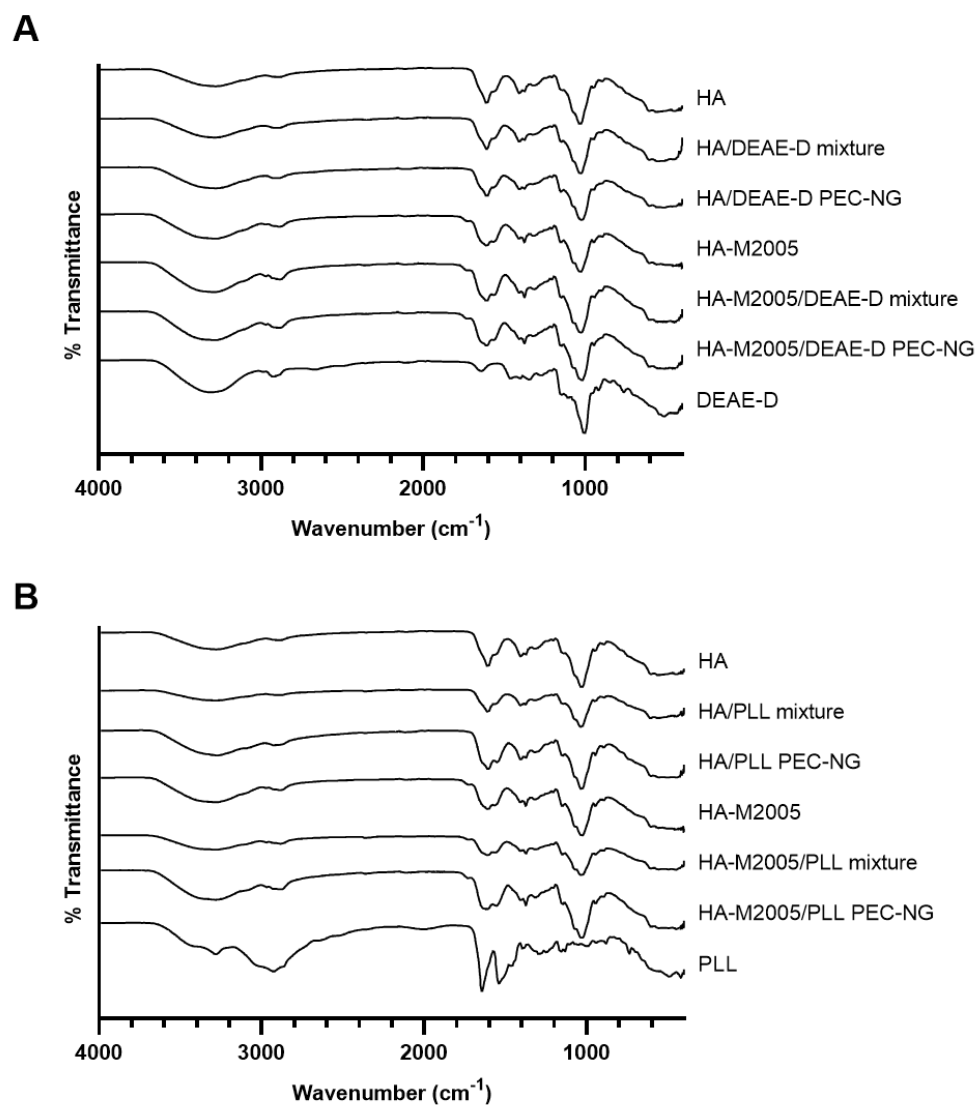 A
HA
HA/DEAE-D mixture
HA/DEAE-D PEC-NG
HA-M2005
HA-M2005/DEAE-D mixture
HA-M2005/DEAE-D PEC-NG
DEAE-D
% Transmittance
4000 3000 2000 1000
Wavenumber (cm⁻¹)
B
HA
HA/PLL mixture
HA/PLL PEC-NG
HA-M2005
HA-M2005/PLL mixture
HA-M2005/PLL PEC-NG
PLL
% Transmittance
4000 3000 2000 1000
Wavenumber (cm⁻¹)